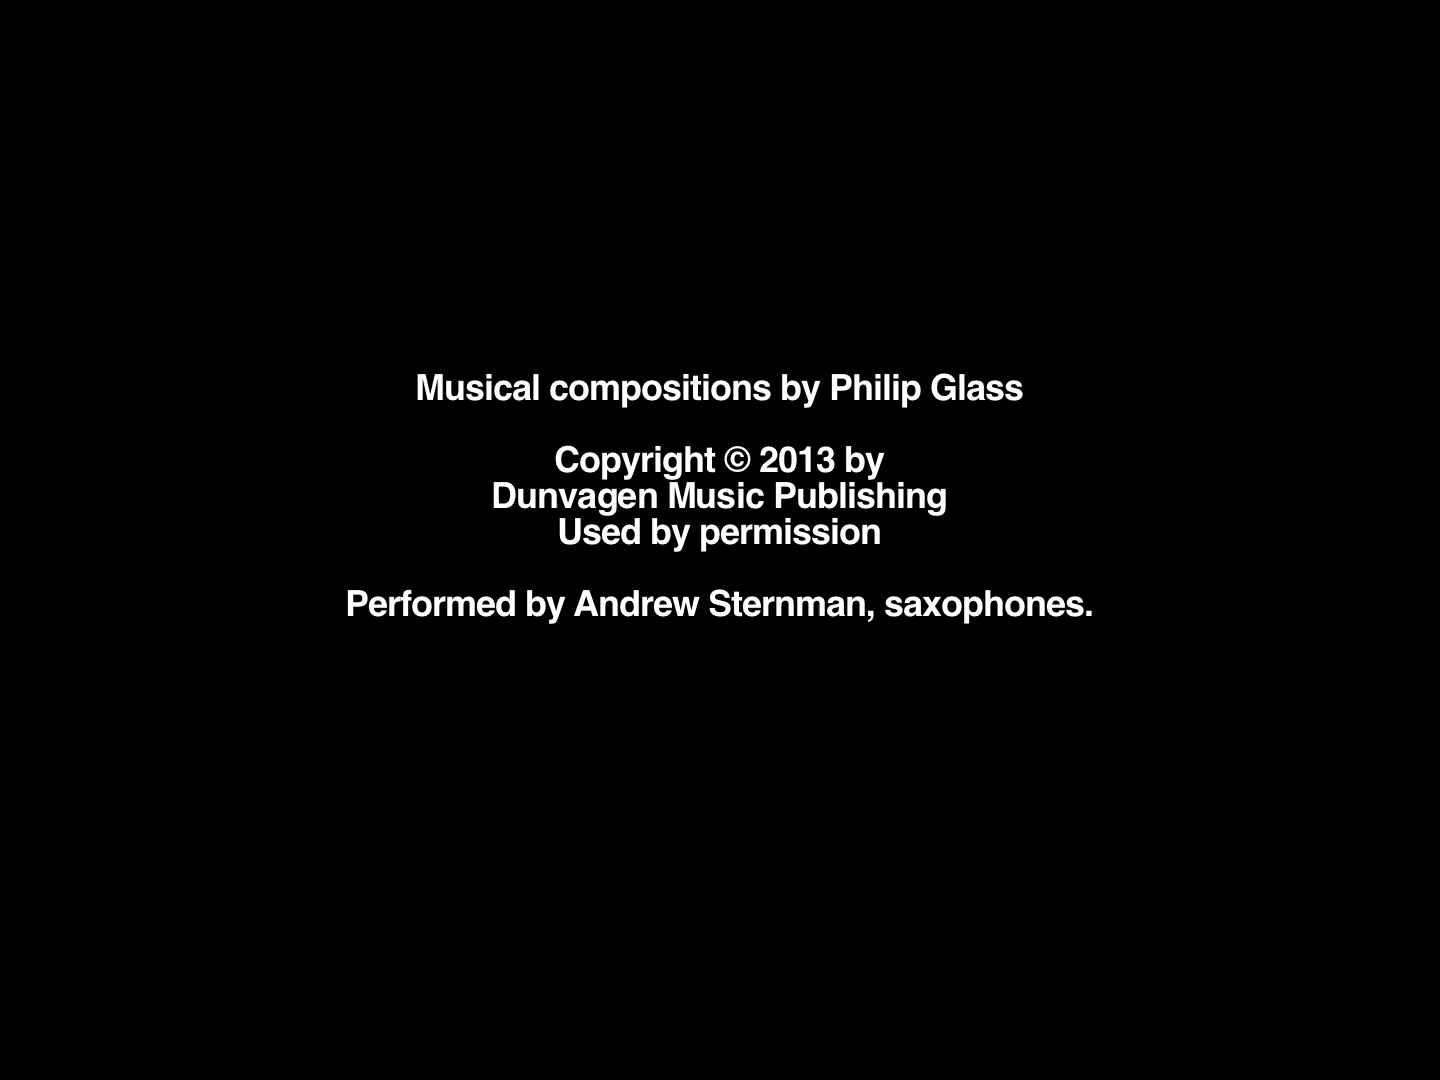 Musical compositions by Philip Glass
Copyright © 2013 by
Dunvagen Music Publishing
Used by permission
Performed by Andrew Sternman, saxophones.